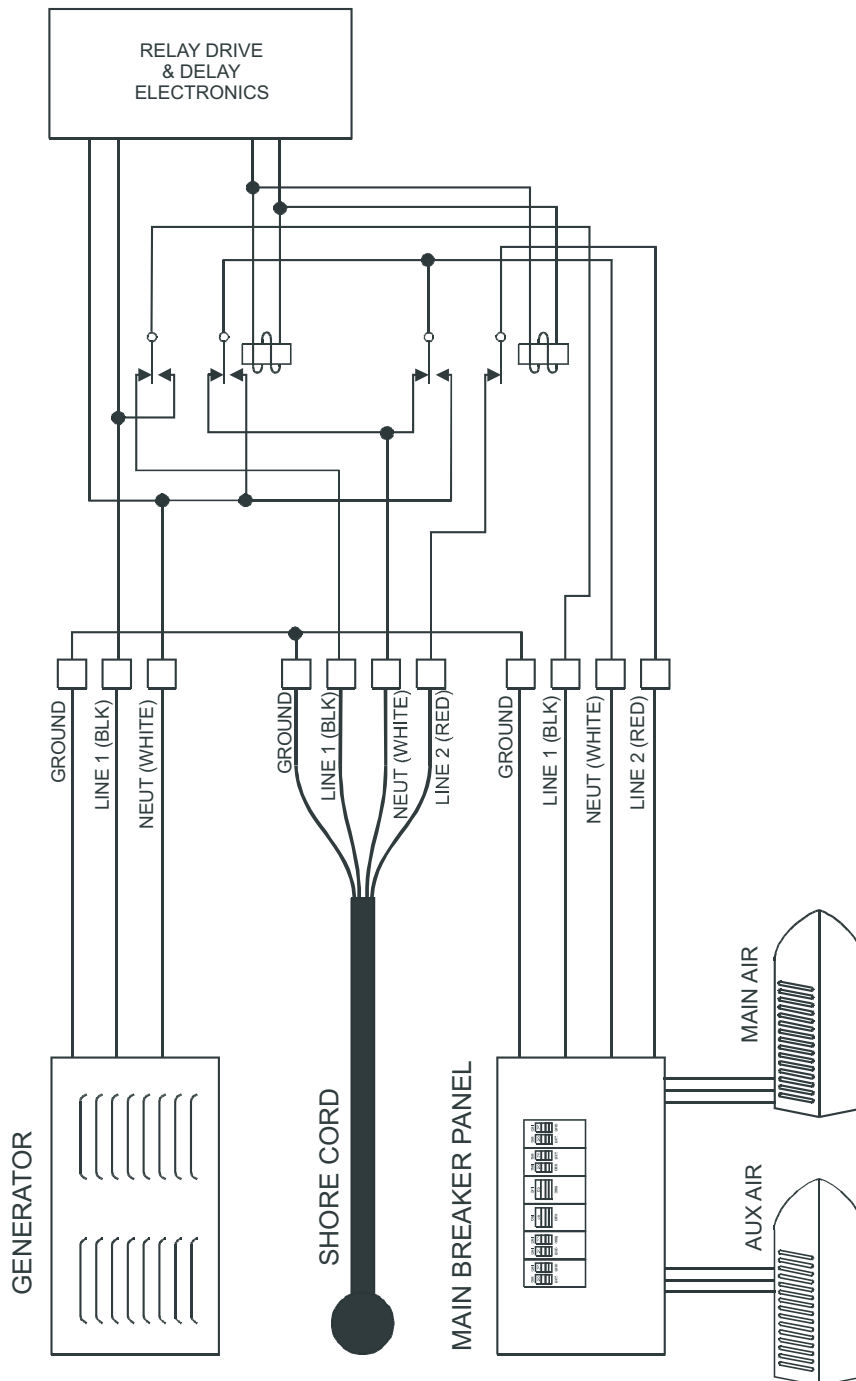 RELAY DRIVE
& DELAY
ELECTRONICS
GROUND
LINE 1 (BLK)
NEUT (WHITE)
GROUND
LINE 1 (BLK)
NEUT (WHITE)
LINE 2 (RED)
GROUND
LINE 1 (BLK)
NEUT (WHITE)
LINE 2 (RED)
GENERATOR
SHORE CORD
MAIN BREAKER PANEL
MAIN AIR
AUX AIR